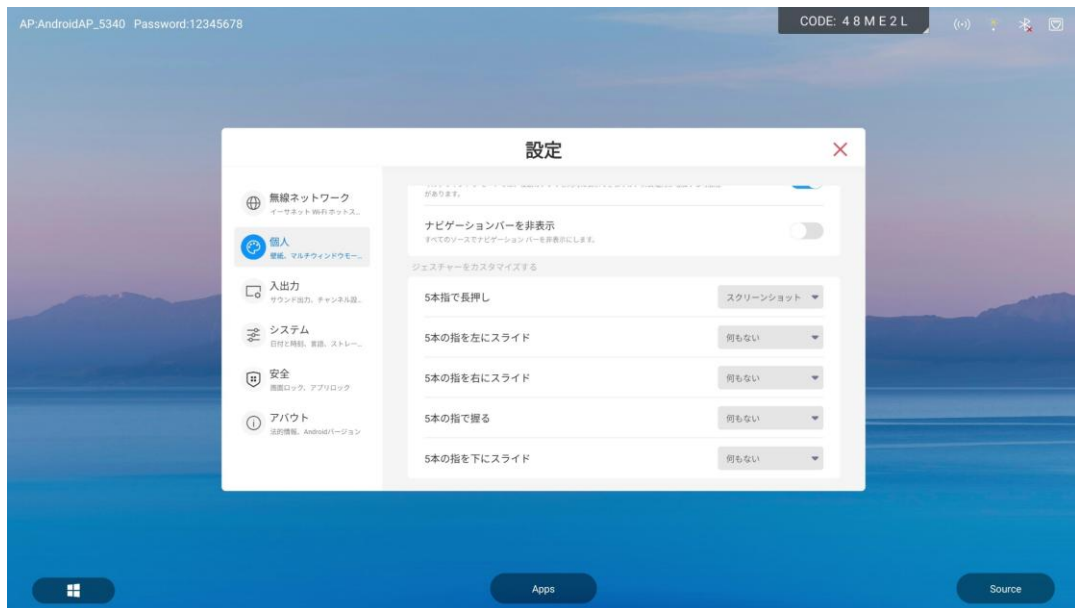 AP:AndroidAP_5340 Password:12345678
CODE: 4 8 M E 2 L
設定
無線ネットワーク
イーサネット Wi-Fi ホットス...
個人
壁紙、マルチウィンドウモー...
入出力
サウンド出力、チャンネル設...
システム
日付と時刻、言語、ストレー...
安全
画面ロック、アプリロック
アバウト
法的情報、Androidバージョン
があります。
ナビゲーションバーを非表示
すべてのソースでナビゲーション バーを非表示にします。
ジェスチャーをカスタマイズする
5本指で長押し
スクリーンショット
5本の指を左にスライド
何もない
5本の指を右にスライド
何もない
5本の指で握る
何もない
5本の指を下にスライド
何もない
Apps
Source